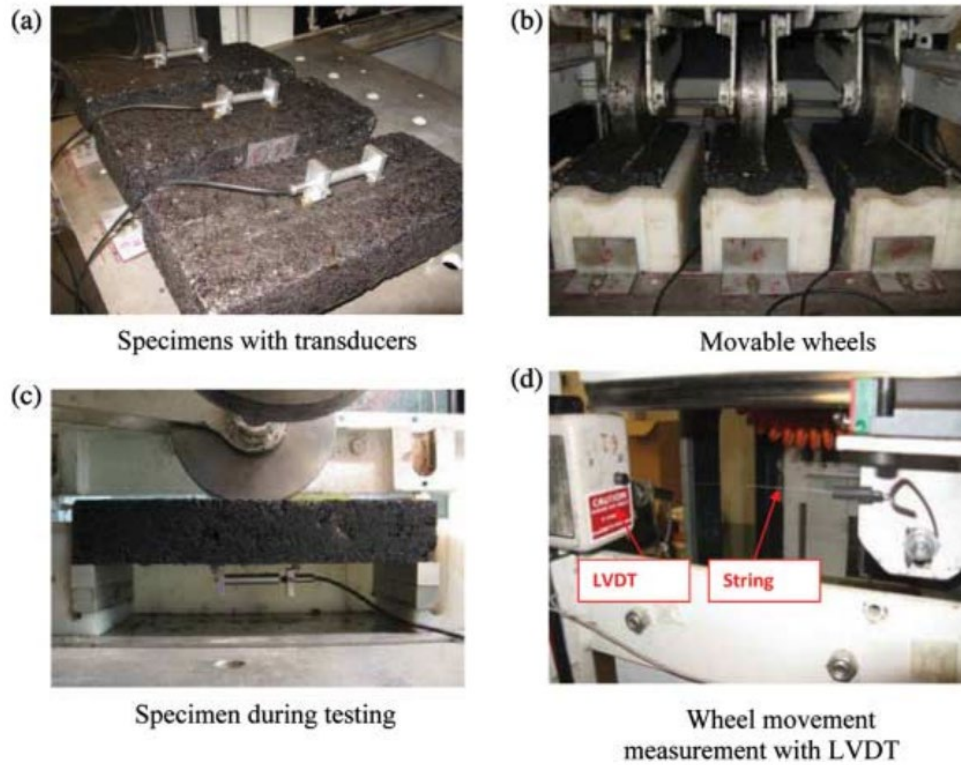 (a)
(b)
Specimens with transducers
Movable wheels
(c)
(d)
CAUTION
LVDT
String
Specimen during testing
Wheel movement
measurement with LVDT